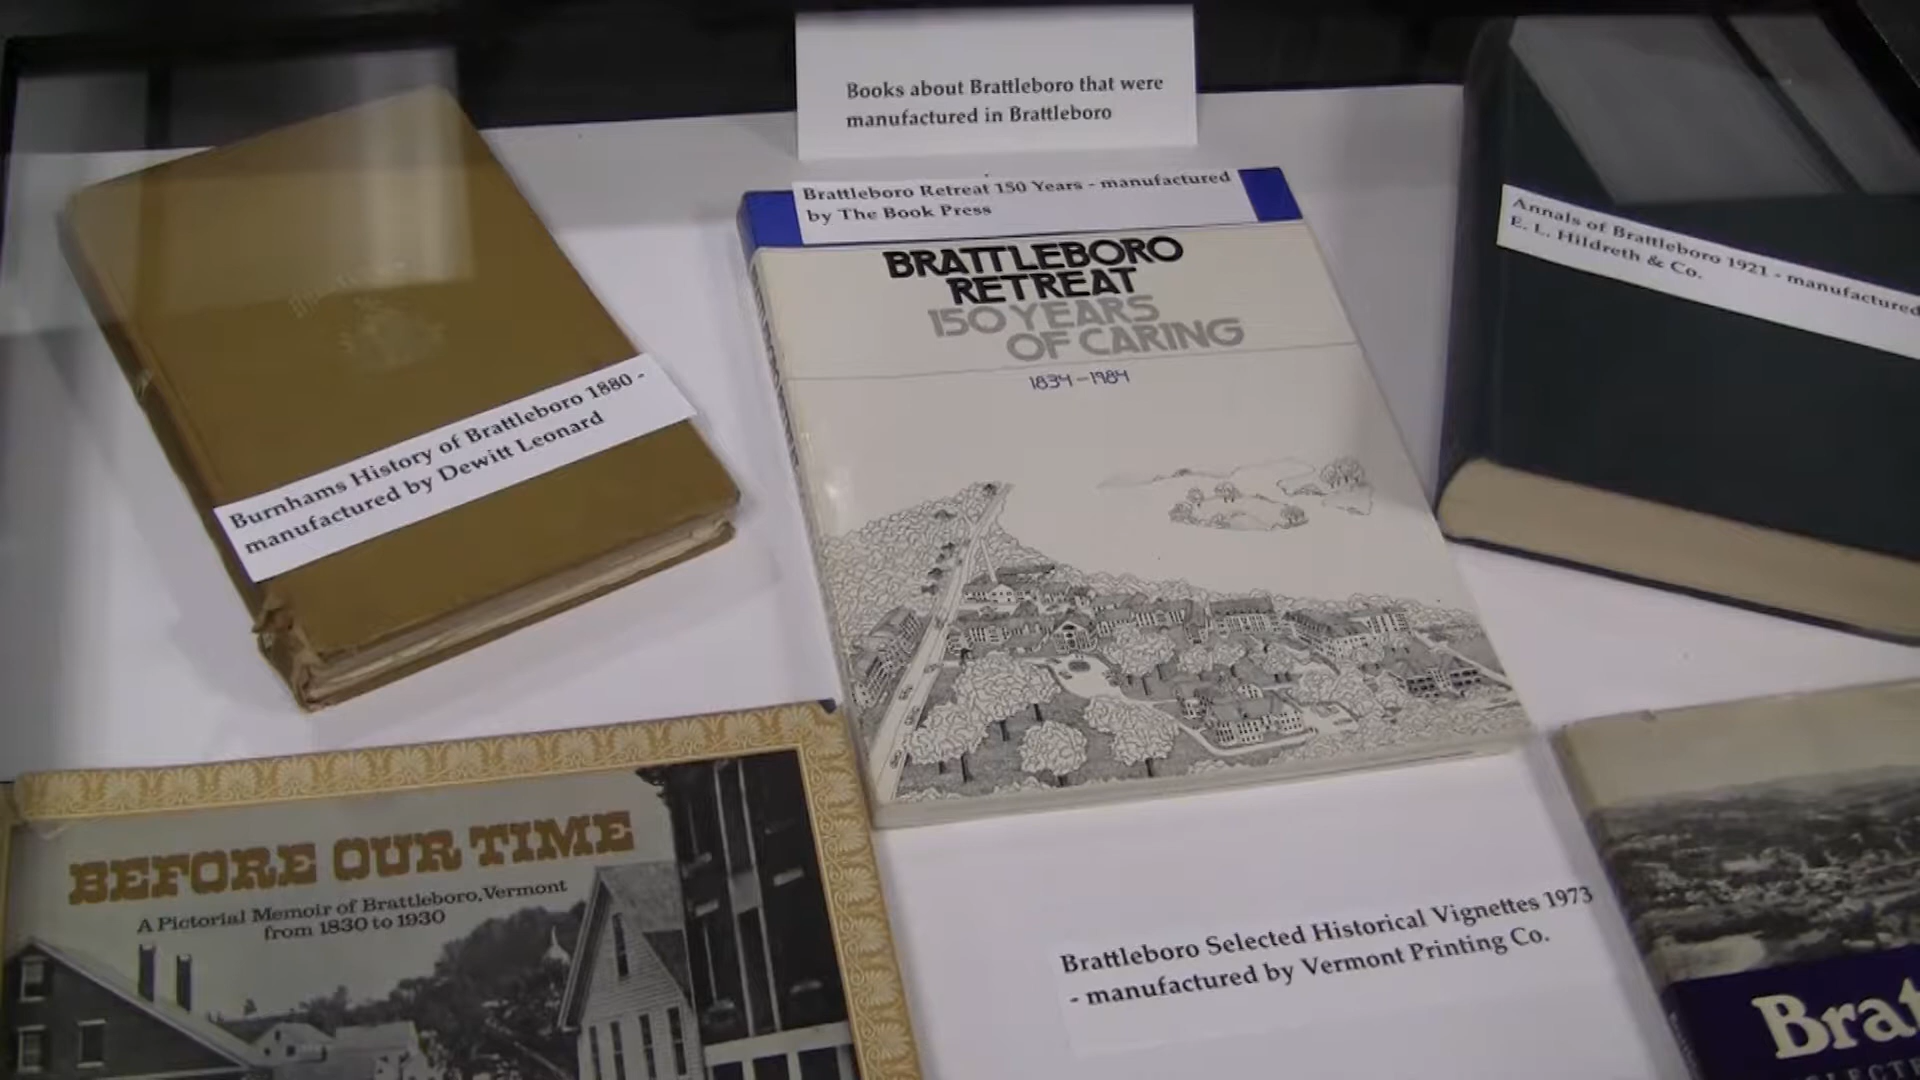 Books about Brattleboro that were
manufactured in Brattleboro
Burnhams History of Brattleboro 1880 -
manufactured by Dewitt Leonard
Brattleboro Retreat 150 Years - manufactured
by The Book Press
BRATTLEBORO
RETREAT
150 YEARS
OF CARING
1834-1984
Annals of Brattleboro 1921 - manufactured
E. L. Hildreth & Co.
BEFORE OUR TIME
A Pictorial Memoir of Brattleboro, Vermont
from 1830 to 1930
Brattleboro Selected Historical Vignettes 1973
- manufactured by Vermont Printing Co.